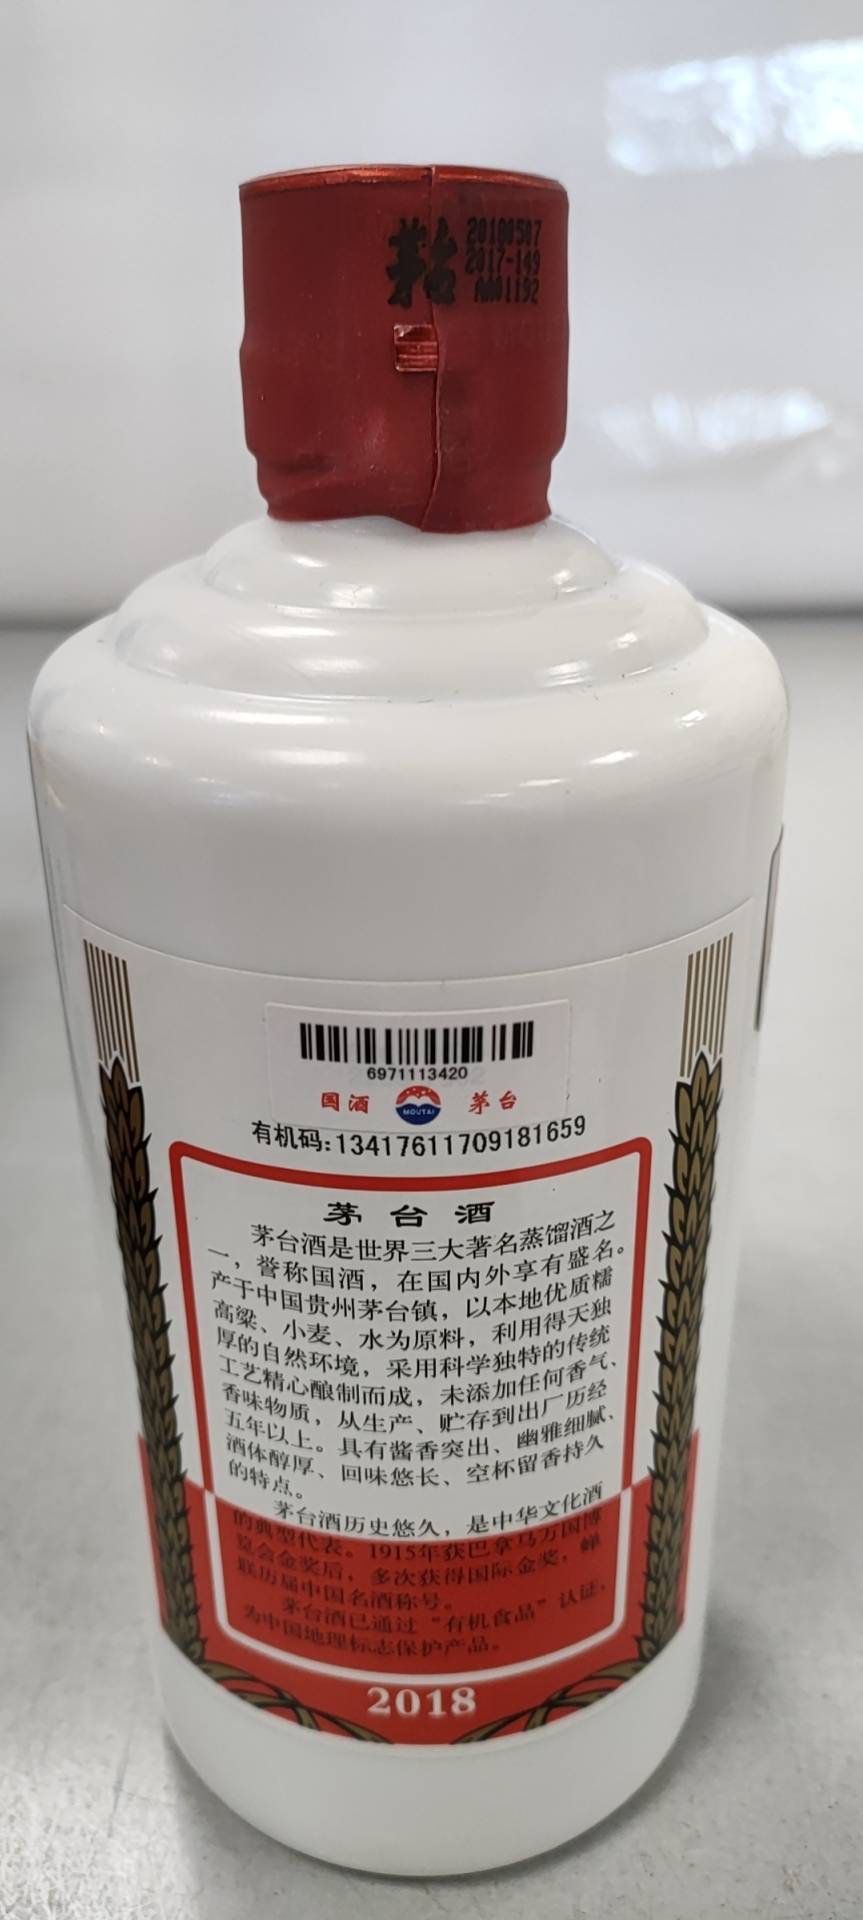 茅台
20180507
2017-149
AM01192
6971113420
国酒
MOUTAI
茅台
有机码:13417611709181659
茅台酒
茅台酒是世界三大著名蒸馏酒之
一，誉称国酒，在国内外享有盛名。
产于中国贵州茅台镇，以本地优质糯
高粱、小麦、水为原料，利用得天独
厚的自然环境，采用科学独特的传统
工艺精心酿制而成，未添加任何香气、
香味物质，从生产、贮存到出厂历经
五年以上。具有酱香突出、幽雅细腻、
酒体醇厚、回味悠长、空杯留香持久
的特点。
茅台酒历史悠久，是中华文化酒
的典型代表。1915年获巴拿马万国博
览会金奖后，多次获得国际金奖，蝉
联历届中国名酒称号。
茅台酒已通过“有机食品”认证，
为中国地理标志保护产品。
2018